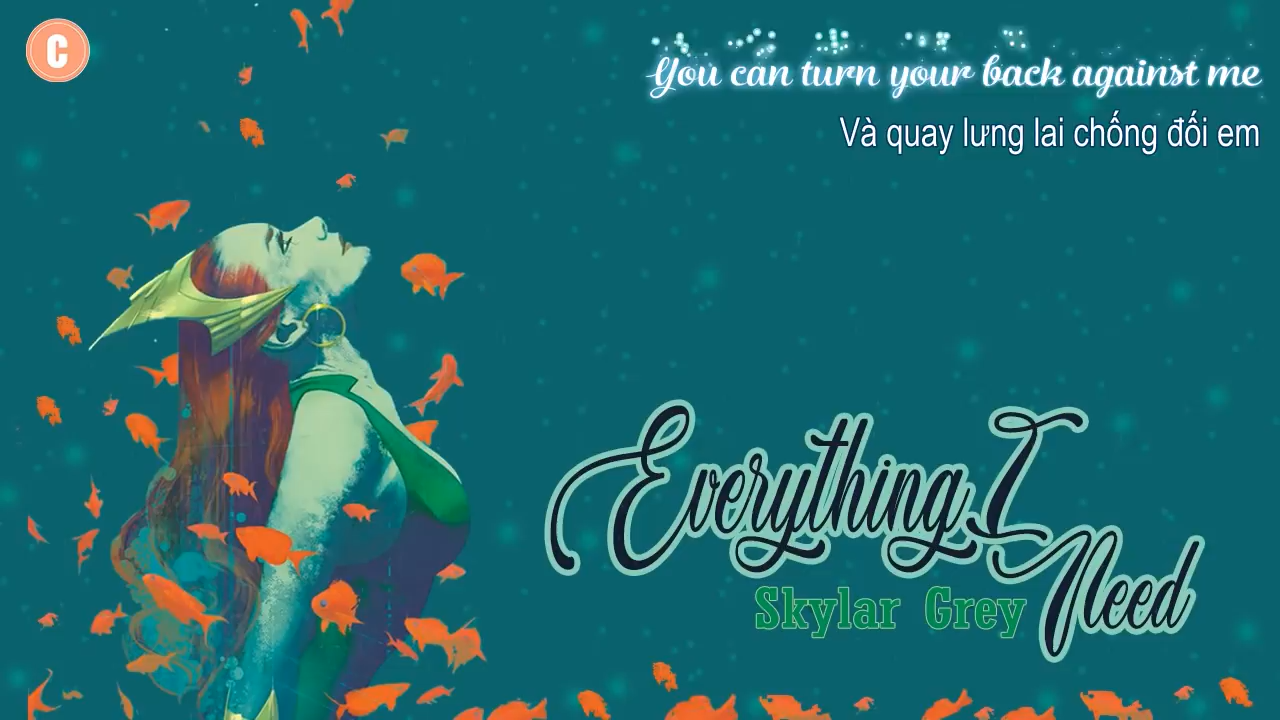 C
You can turn your back against me
Và quay lưng lai chống đối em
Everything I
Need
Skylar Grey